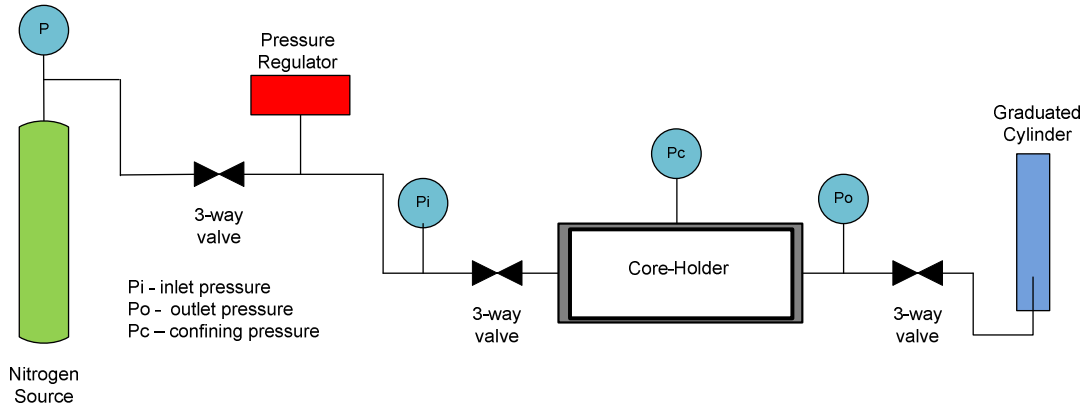 P
Pressure
Regulator
Graduated
Cylinder
Pc
Pi
Po
3-way
valve
Core-Holder
Pi - inlet pressure
Po - outlet pressure
Pc – confining pressure
3-way
valve
3-way
valve
Nitrogen
Source